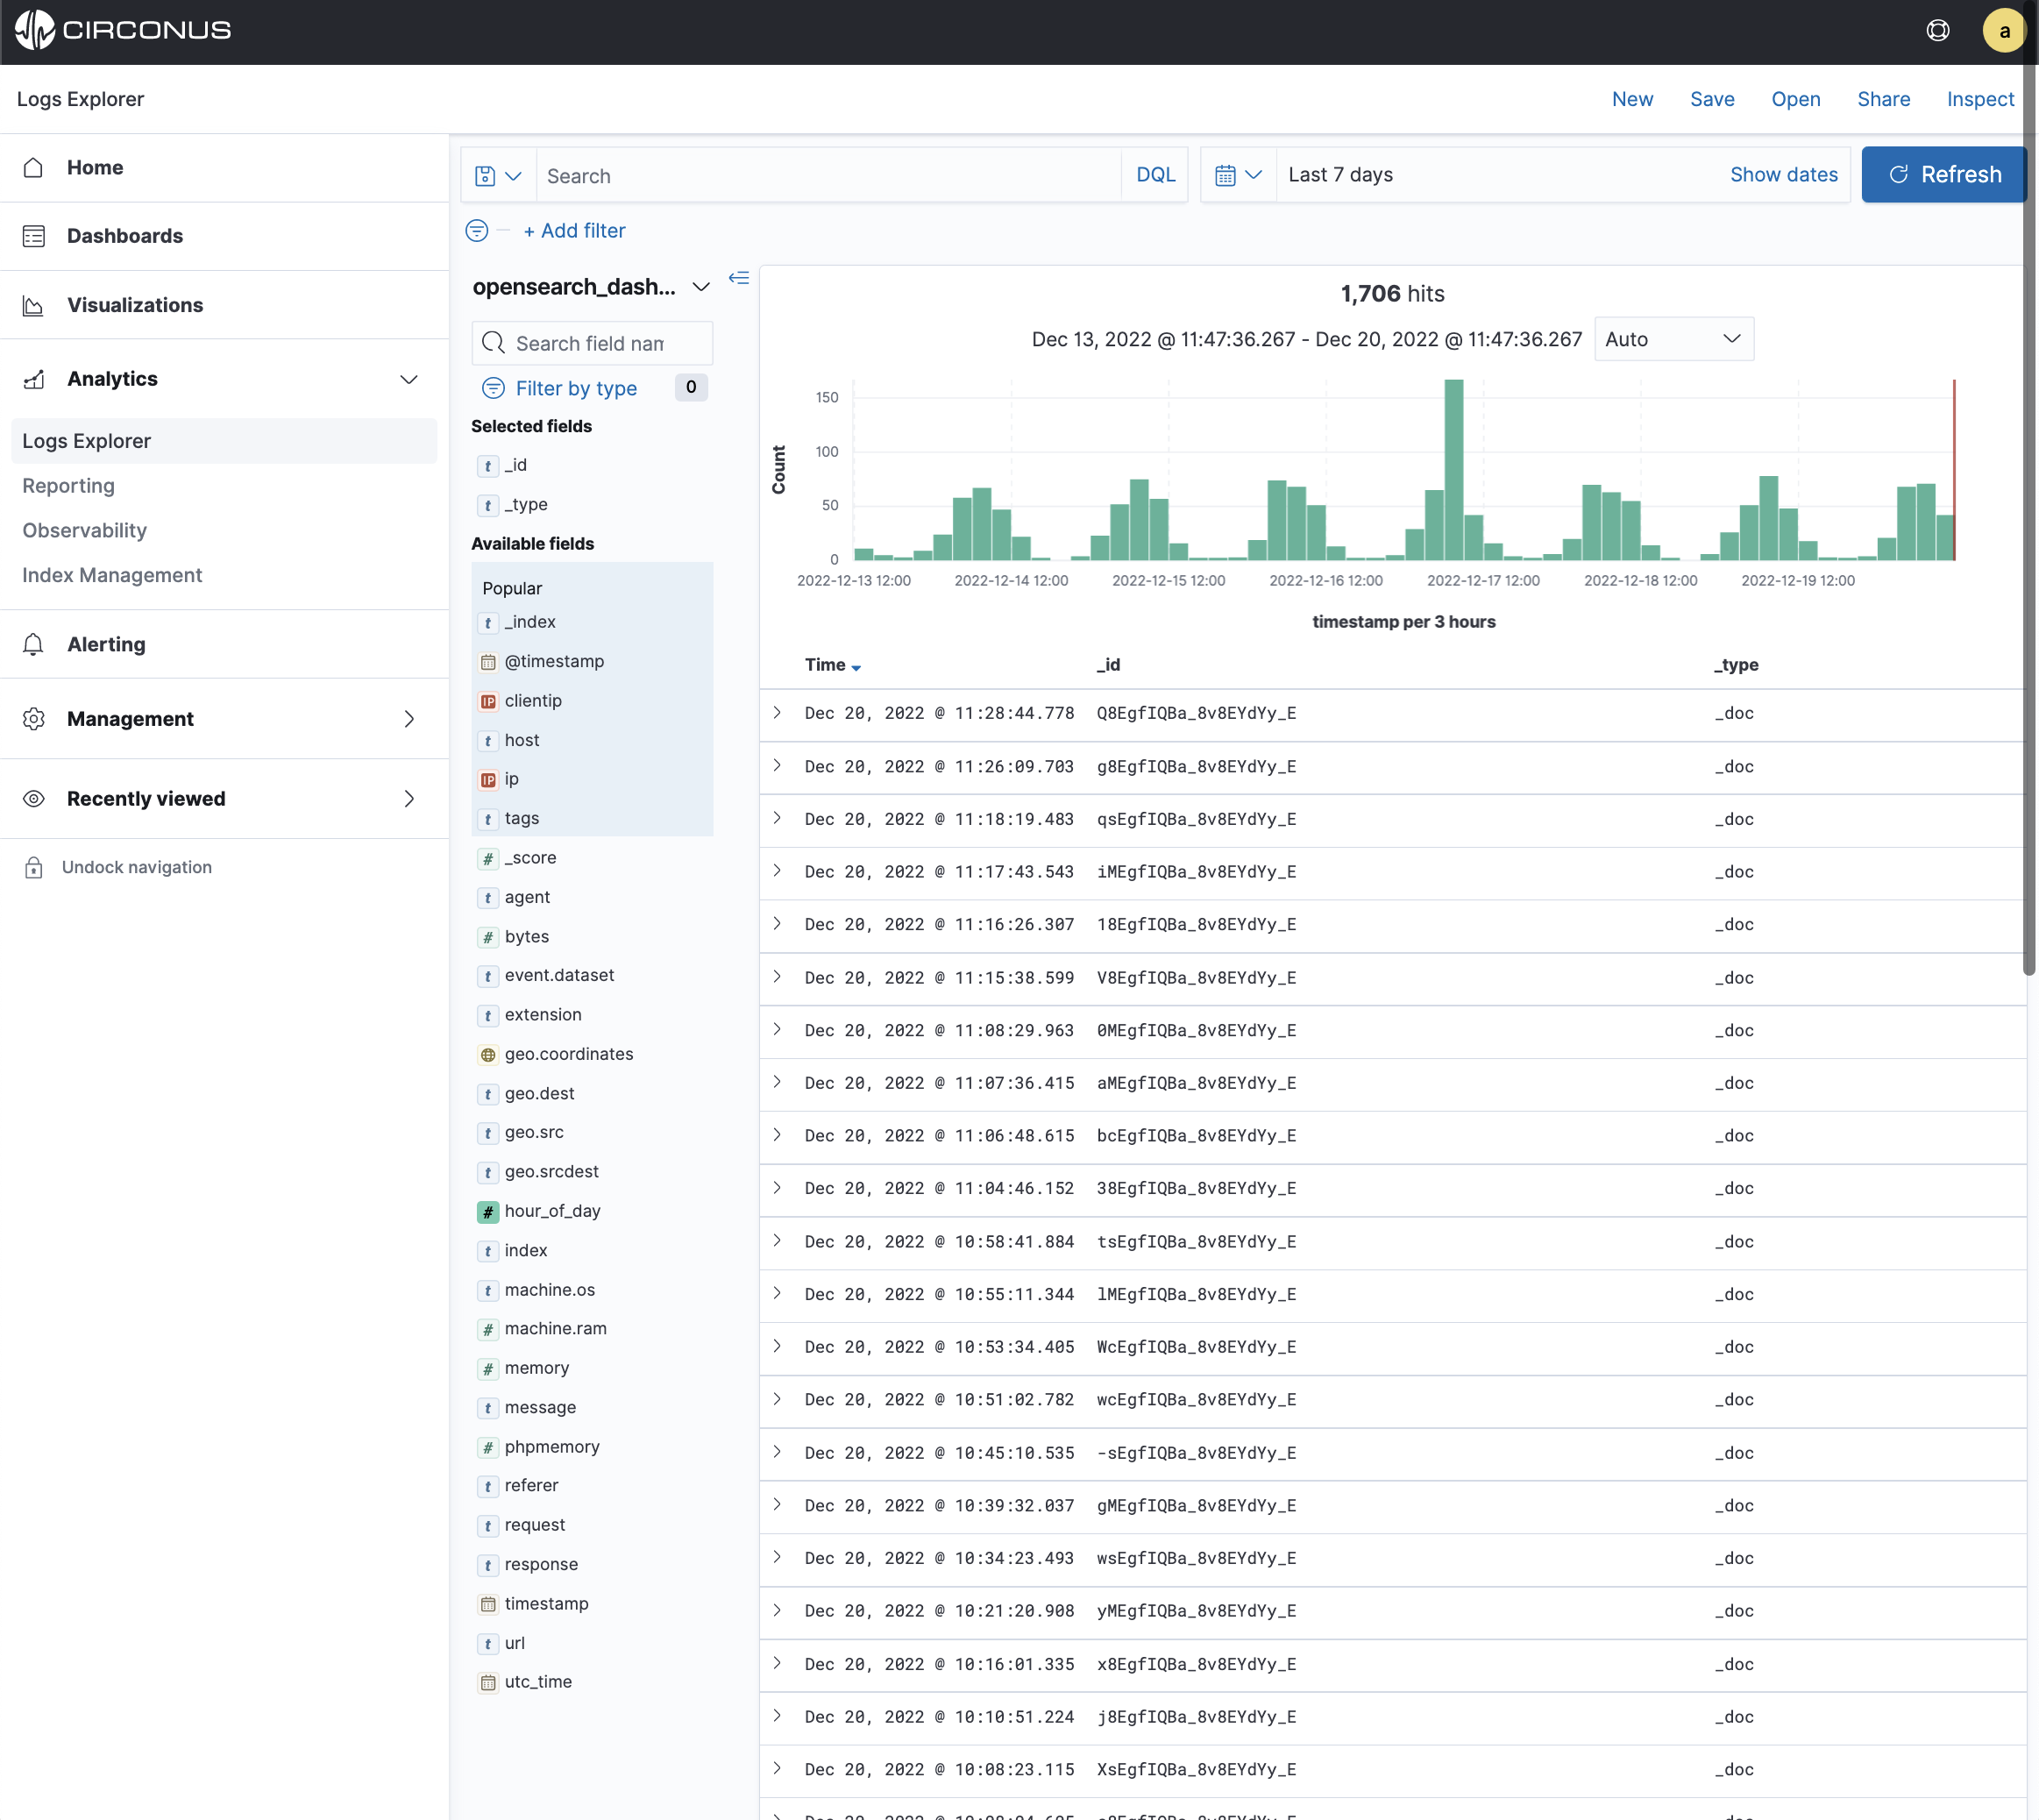 CIRCONUS
a
Logs Explorer
New Save Open Share Inspect
Home
Dashboards
Visualizations
Analytics
Logs Explorer
Reporting
Observability
Index Management
Alerting
Management
Recently viewed
Undock navigation
Search DQL
Last 7 days Show dates
Refresh
+ Add filter
opensearch_dash...
Search field nam
Filter by type 0
Selected fields
t _id
t _type
Available fields
Popular
t _index
@timestamp
IP clientip
t host
IP ip
t tags
# _score
t agent
# bytes
t event.dataset
t extension
geo.coordinates
t geo.dest
t geo.src
t geo.srcdest
# hour_of_day
t index
t machine.os
# machine.ram
# memory
t message
# phpmemory
t referer
t request
t response
timestamp
t url
utc_time
1,706 hits
Dec 13, 2022 @ 11:47:36.267 - Dec 20, 2022 @ 11:47:36.267 Auto
Count
150
100
50
0
2022-12-13 12:00 2022-12-14 12:00 2022-12-15 12:00 2022-12-16 12:00 2022-12-17 12:00 2022-12-18 12:00 2022-12-19 12:00
timestamp per 3 hours
Time _id _type
Dec 20, 2022 @ 11:28:44.778 Q8EgfIQBa_8v8EYdYy_E _doc
Dec 20, 2022 @ 11:26:09.703 g8EgfIQBa_8v8EYdYy_E _doc
Dec 20, 2022 @ 11:18:19.483 qsEgfIQBa_8v8EYdYy_E _doc
Dec 20, 2022 @ 11:17:43.543 iMEgfIQBa_8v8EYdYy_E _doc
Dec 20, 2022 @ 11:16:26.307 18EgfIQBa_8v8EYdYy_E _doc
Dec 20, 2022 @ 11:15:38.599 V8EgfIQBa_8v8EYdYy_E _doc
Dec 20, 2022 @ 11:08:29.963 0MEgfIQBa_8v8EYdYy_E _doc
Dec 20, 2022 @ 11:07:36.415 aMEgfIQBa_8v8EYdYy_E _doc
Dec 20, 2022 @ 11:06:48.615 bcEgfIQBa_8v8EYdYy_E _doc
Dec 20, 2022 @ 11:04:46.152 38EgfIQBa_8v8EYdYy_E _doc
Dec 20, 2022 @ 10:58:41.884 tsEgfIQBa_8v8EYdYy_E _doc
Dec 20, 2022 @ 10:55:11.344 lMEgfIQBa_8v8EYdYy_E _doc
Dec 20, 2022 @ 10:53:34.405 WcEgfIQBa_8v8EYdYy_E _doc
Dec 20, 2022 @ 10:51:02.782 wcEgfIQBa_8v8EYdYy_E _doc
Dec 20, 2022 @ 10:45:10.535 -sEgfIQBa_8v8EYdYy_E _doc
Dec 20, 2022 @ 10:39:32.037 gMEgfIQBa_8v8EYdYy_E _doc
Dec 20, 2022 @ 10:34:23.493 wsEgfIQBa_8v8EYdYy_E _doc
Dec 20, 2022 @ 10:21:20.908 yMEgfIQBa_8v8EYdYy_E _doc
Dec 20, 2022 @ 10:16:01.335 x8EgfIQBa_8v8EYdYy_E _doc
Dec 20, 2022 @ 10:10:51.224 j8EgfIQBa_8v8EYdYy_E _doc
Dec 20, 2022 @ 10:08:23.115 XsEgfIQBa_8v8EYdYy_E _doc